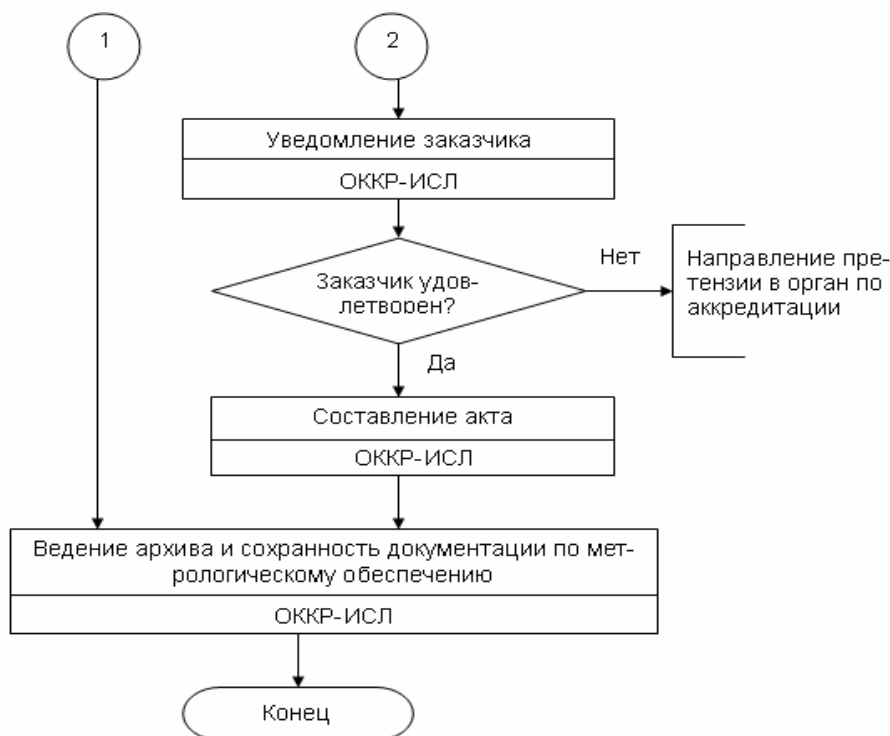 1
2
Уведомление заказчика
ОККР-ИСЛ
Заказчик удов-
летворен?
Нет
Направление пре-
тензии в орган по
аккредитации
Да
Составление акта
ОККР-ИСЛ
Ведение архива и сохранность документации по мет-
рологическому обеспечению
ОККР-ИСЛ
Конец